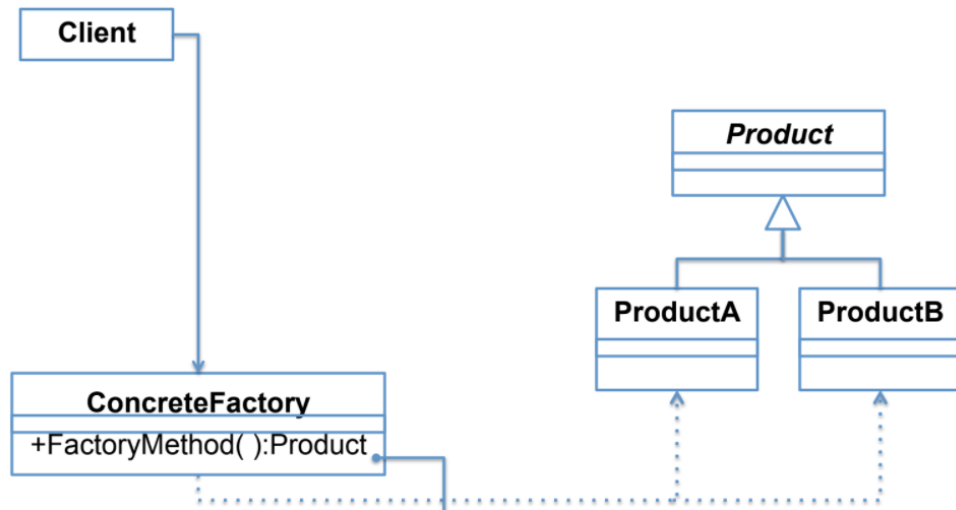 Client
Product
ProductA
ProductB
ConcreteFactory
+FactoryMethod( ):Product